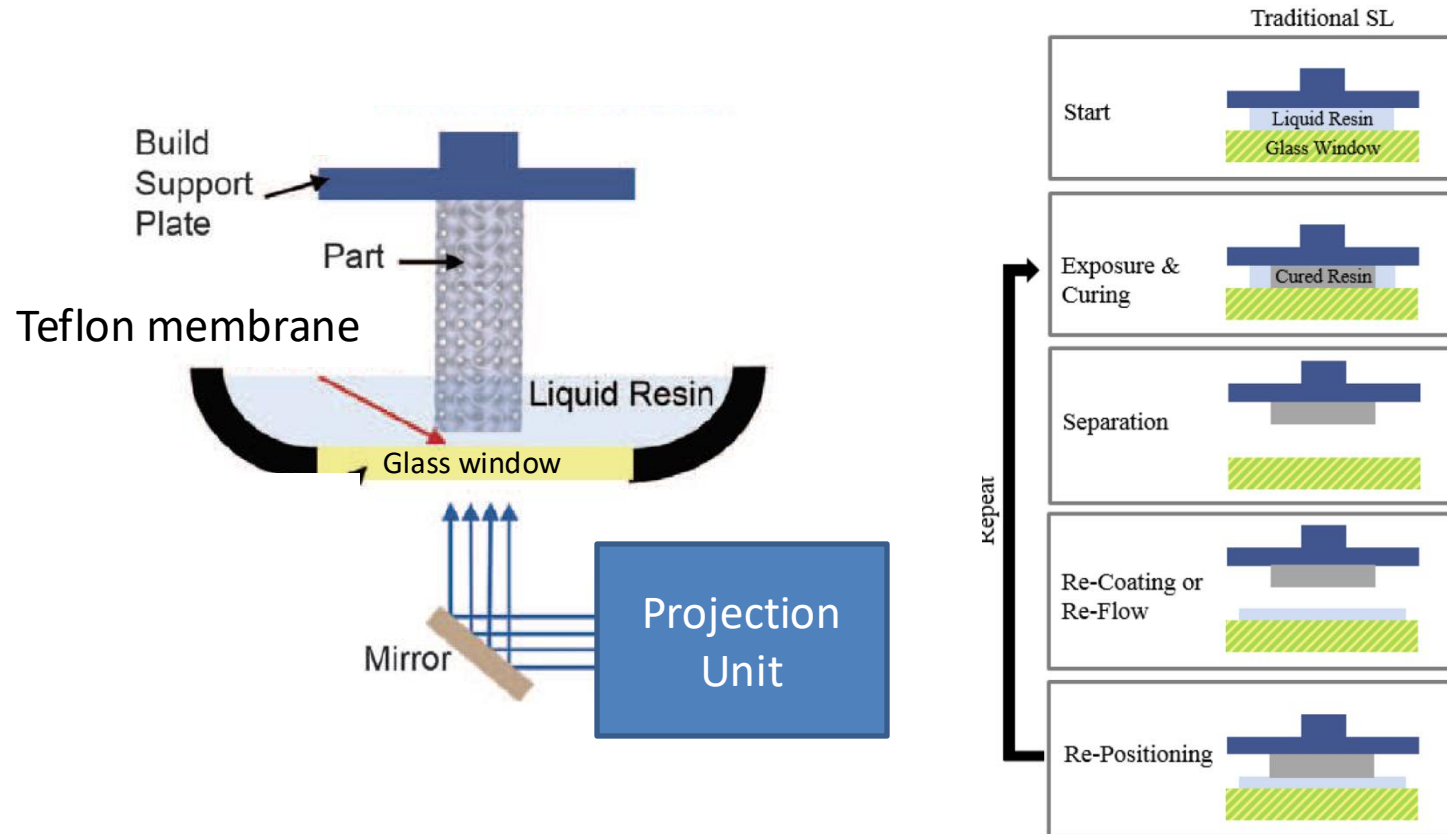 Build
Support
Plate
Part
Teflon membrane
Liquid Resin
Glass window
Mirror
Projection
Unit
Traditional SL
Start
Liquid Resin
Glass Window
Exposure &
Curing
Cured Resin
Separation
Repeat
Re-Coating or
Re-Flow
Re-Positioning